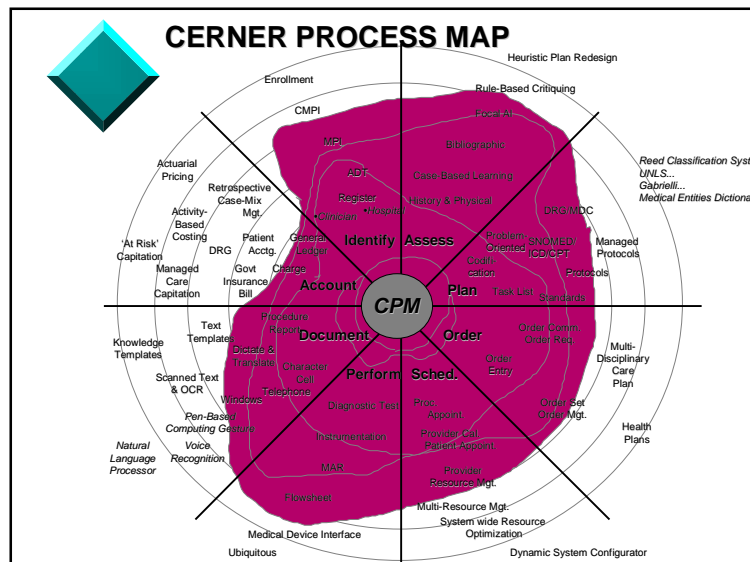 CERNER PROCESS MAP
Heuristic Plan Redesign
Enrollment
Rule-Based Critiquing
CMPI
Focal AI
MPI
Bibliographic
Actuarial
Pricing
ADT
Case-Based Learning
Reed Classification Syst
UNLS...
Gabrielli...
Medical Entities Dictiona
Retrospective
Case-Mix
Mgt.
Register
•Hospital
•Clinician
History & Physical
DRG/MDC
Activity-
Based
Costing
Patient
Acctg.
General
Ledger
Identify
Assess
Problem-
Oriented
SNOMED/
ICD/CPT
Managed
Protocols
'At Risk'
Capitation
DRG
Codifi-
cation
Managed
Care
Capitation
Govt
Insurance
Bill
Charge
Protocols
Account
CPM
Plan
Task List
Standards
Text
Templates
Procedure
Report
Document
Order
Order Comm.
Order Req.
Knowledge
Templates
Dictate &
Translate
Multi-
Disciplinary
Care
Plan
Scanned Text
& OCR
Character
Cell
Telephone
Perform
Sched.
Order
Entry
Windows
Diagnostic Test
Proc.
Appoint.
Order Set
Order Mgt.
Pen-Based
Computing Gesture
Health
Plans
Natural
Language
Processor
Voice
Recognition
Instrumentation
Provider Cal.
Patient Appoint.
MAR
Provider
Resource Mgt.
Flowsheet
Multi-Resource Mgt.
System wide Resource
Optimization
Medical Device Interface
Ubiquitous
Dynamic System Configurator